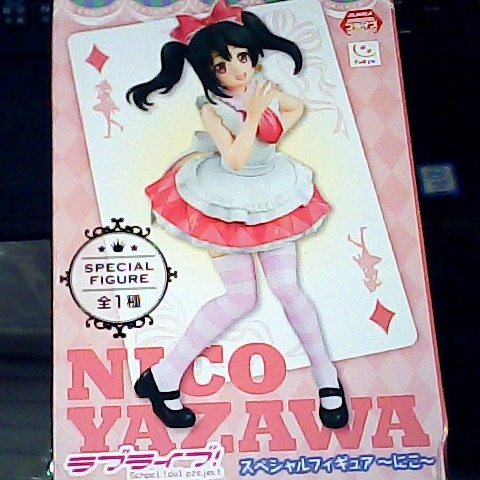 SPECIAL
FIGURE
全1種
NICO
YAZAWA
ラブライブ!
School idol project
スペシャルフィギュア ~にこ~